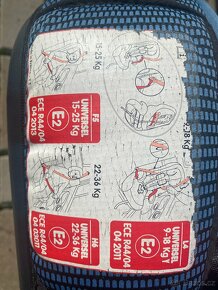 F5
UNIVERSEL
15-25 Kg
E2
ECE R44/04
04 2013
15-25 Kg
22-36 Kg
H6
UNIVERSEL
22-36 kg
E2
ECE R44/04
9-18 Kg
L4
UNIVERSEL
9-18 Kg
E2
ECE R44/04
04 2011